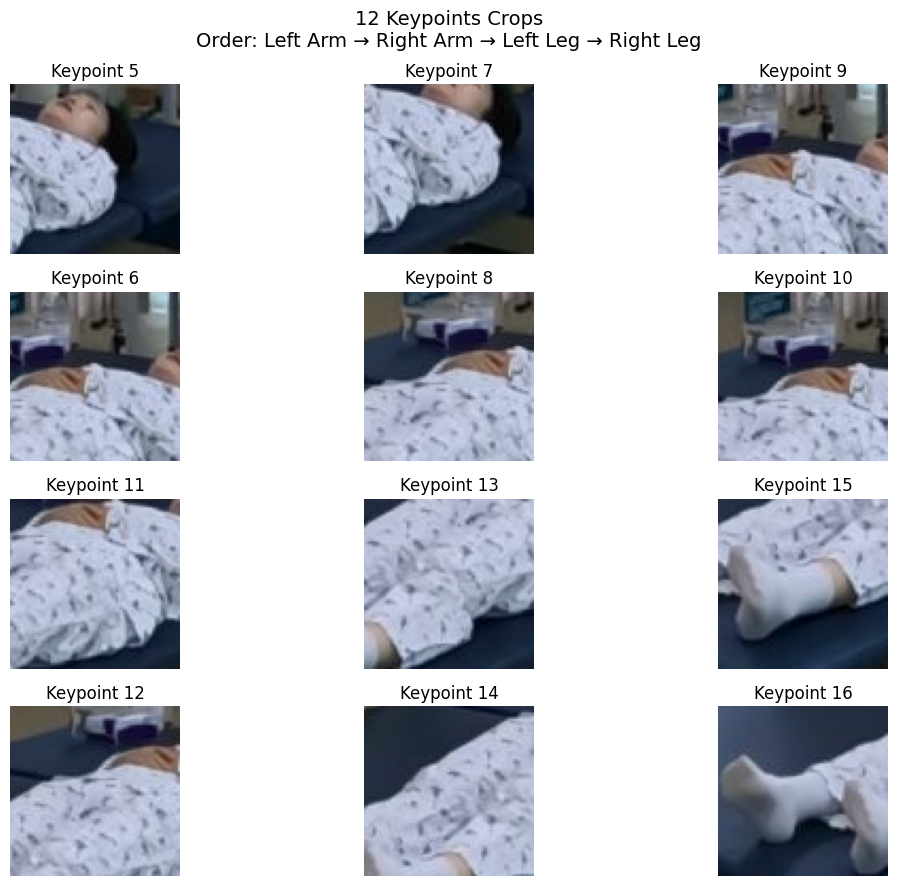 12 Keypoints Crops
Order: Left Arm → Right Arm → Left Leg → Right Leg
Keypoint 5
Keypoint 7
Keypoint 9
Keypoint 6
Keypoint 8
Keypoint 10
Keypoint 11
Keypoint 13
Keypoint 15
Keypoint 12
Keypoint 14
Keypoint 16